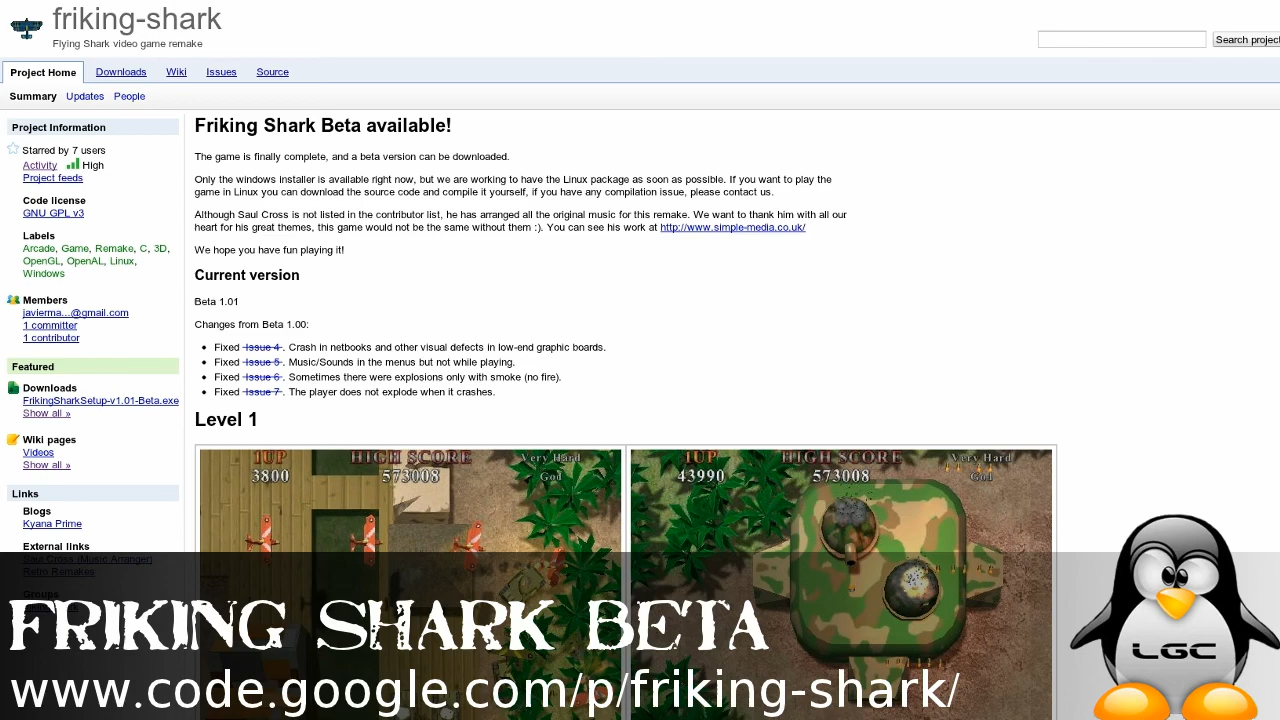 friking-shark
Flying Shark video game remake
Search project
Project Home Downloads Wiki Issues Source
Summary Updates People
Project Information
Starred by 7 users
Activity High
Project feeds
Code license
GNU GPL v3
Labels
Arcade, Game, Remake, C, 3D,
OpenGL, OpenAL, Linux,
Windows
Members
javierma...@gmail.com
1 committer
1 contributor
Featured
Downloads
FrikingSharkSetup-v1.01-Beta.exe
Show all »
Wiki pages
Videos
Show all »
Links
Blogs
Kyana Prime
External links
Saul Cross (Music Arranger)
Retro Remakes
Groups
Friking Shark Beta available!
The game is finally complete, and a beta version can be downloaded.
Only the windows installer is available right now, but we are working to have the Linux package as soon as possible. If you want to play the
game in Linux you can download the source code and compile it yourself, if you have any compilation issue, please contact us.
Although Saul Cross is not listed in the contributor list, he has arranged all the original music for this remake. We want to thank him with all our
heart for his great themes, this game would not be the same without them :). You can see his work at http://www.simple-media.co.uk/
We hope you have fun playing it!
Current version
Beta 1.01
Changes from Beta 1.00:
Fixed Issue 4 . Crash in netbooks and other visual defects in low-end graphic boards.
Fixed Issue 5 . Music/Sounds in the menus but not while playing.
Fixed Issue 6 . Sometimes there were explosions only with smoke (no fire).
Fixed Issue 7 . The player does not explode when it crashes.
Level 1
1UP HIGH SCORE Very Hard
3800 573008 God
1UP HIGH SCORE Very Hard
43990 573008 God
FRIKING SHARK BETA
www.code.google.com/p/friking-shark/
LGC